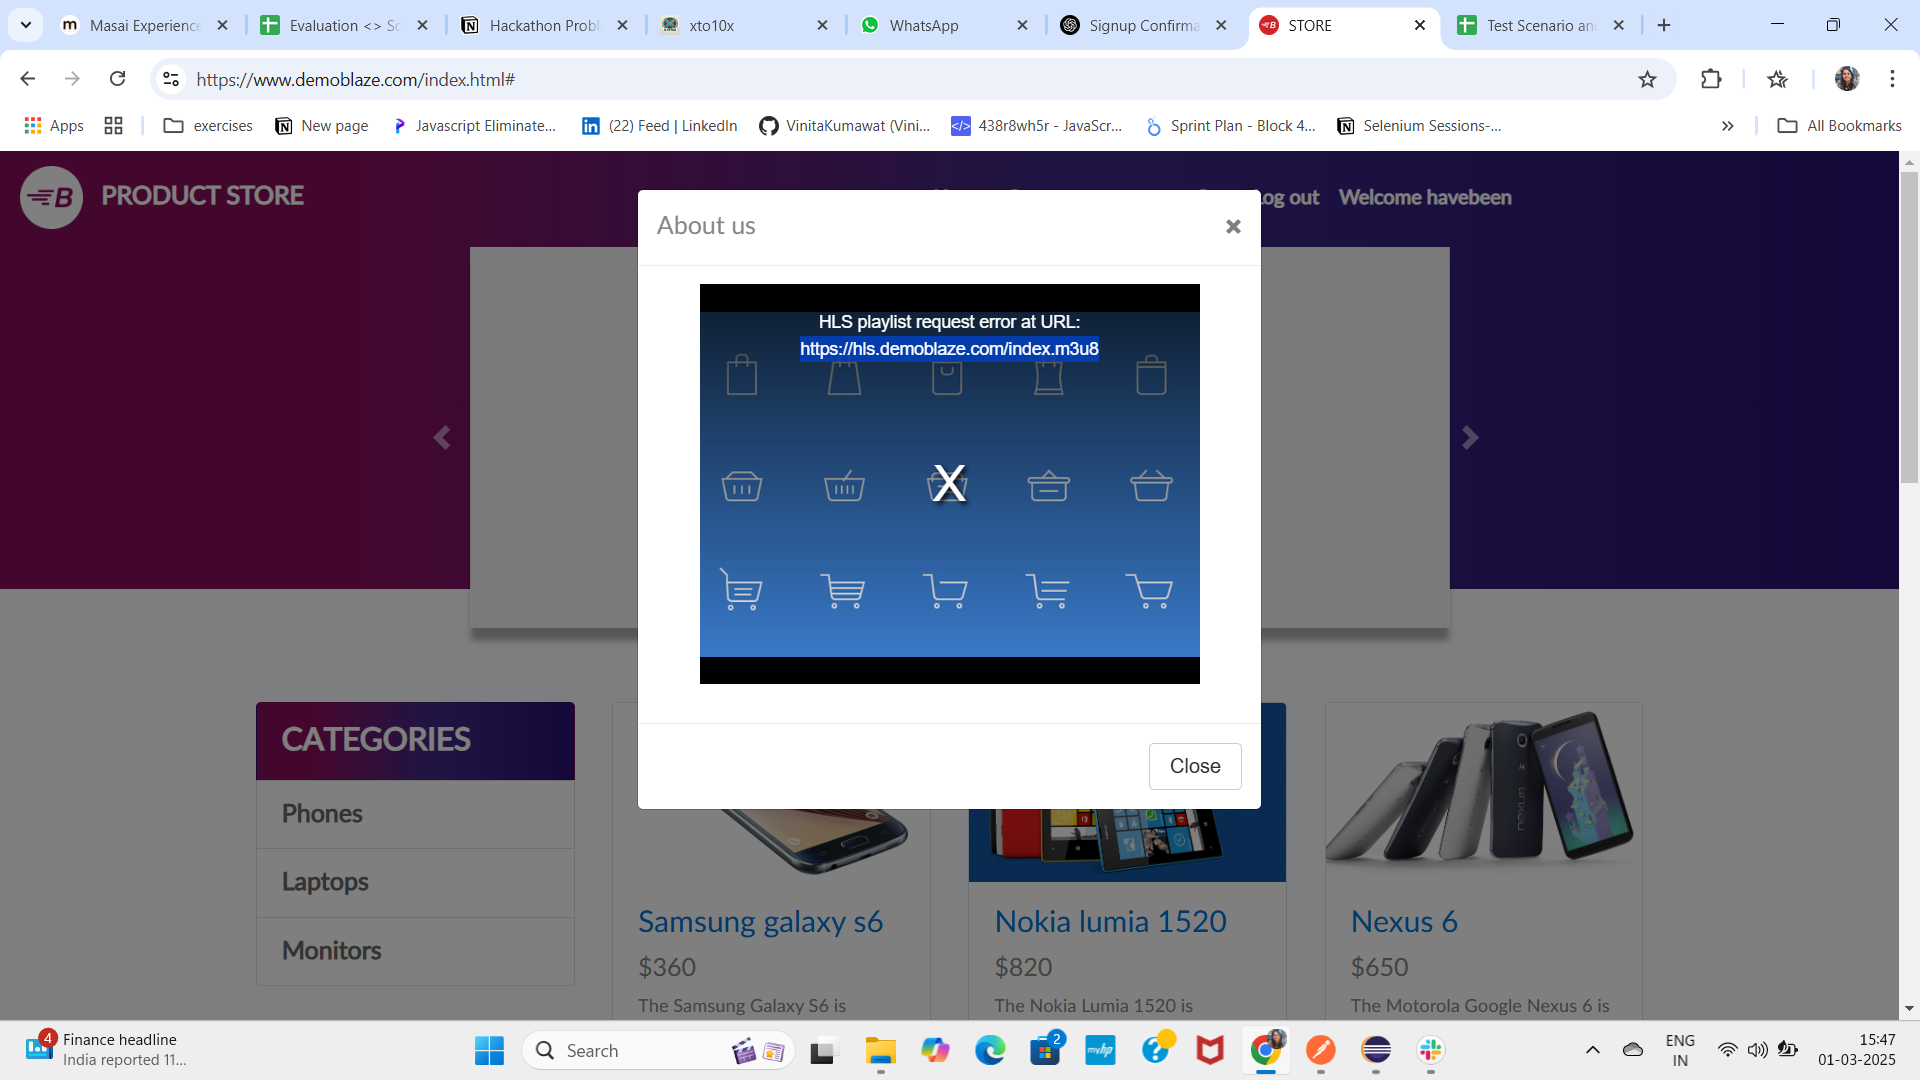 Masai Experience
Evaluation <> Sc
Hackathon Prob
xto10x
WhatsApp
Signup Confirma
STORE
Test Scenario an
https://www.demoblaze.com/index.html#
Apps
exercises
New page
Javascript Eliminate...
(22) Feed | LinkedIn
VinitaKumawat (Vini...
438r8wh5r - JavaScr...
Sprint Plan - Block 4...
Selenium Sessions-...
All Bookmarks
PRODUCT STORE
og out
Welcome havebeen
About us
HLS playlist request error at URL:
https://hls.demoblaze.com/index.m3u8
X
Close
CATEGORIES
Phones
Laptops
Monitors
Samsung galaxy s6
$360
The Samsung Galaxy S6 is
Nokia lumia 1520
$820
The Nokia Lumia 1520 is
Nexus 6
$650
The Motorola Google Nexus 6 is
4
Finance headline
India reported 11...
Search
2
myhp
ENG
IN
15:47
01-03-2025